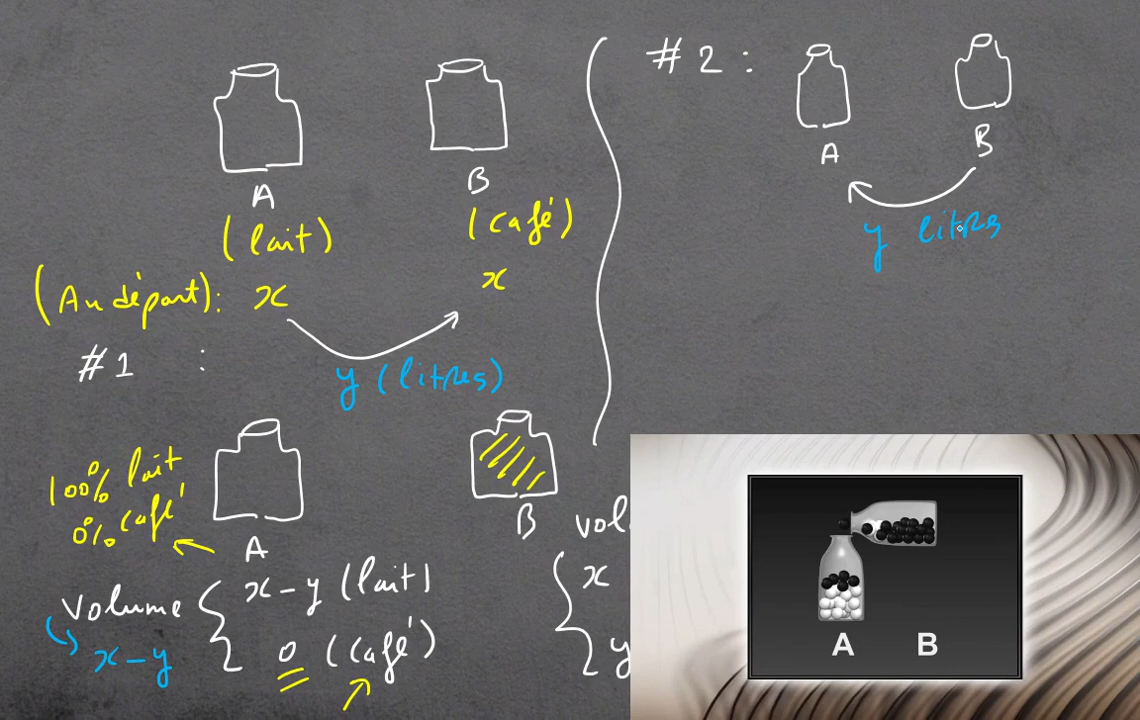 A
B
(lait)
(café)
(Au départ): x
x
#1 :
y (litres)
100% lait
0% café
A
B
volume
x-y
x-y (lait)
0 (café)
x
y
#2 :
A
B
y litres
A B